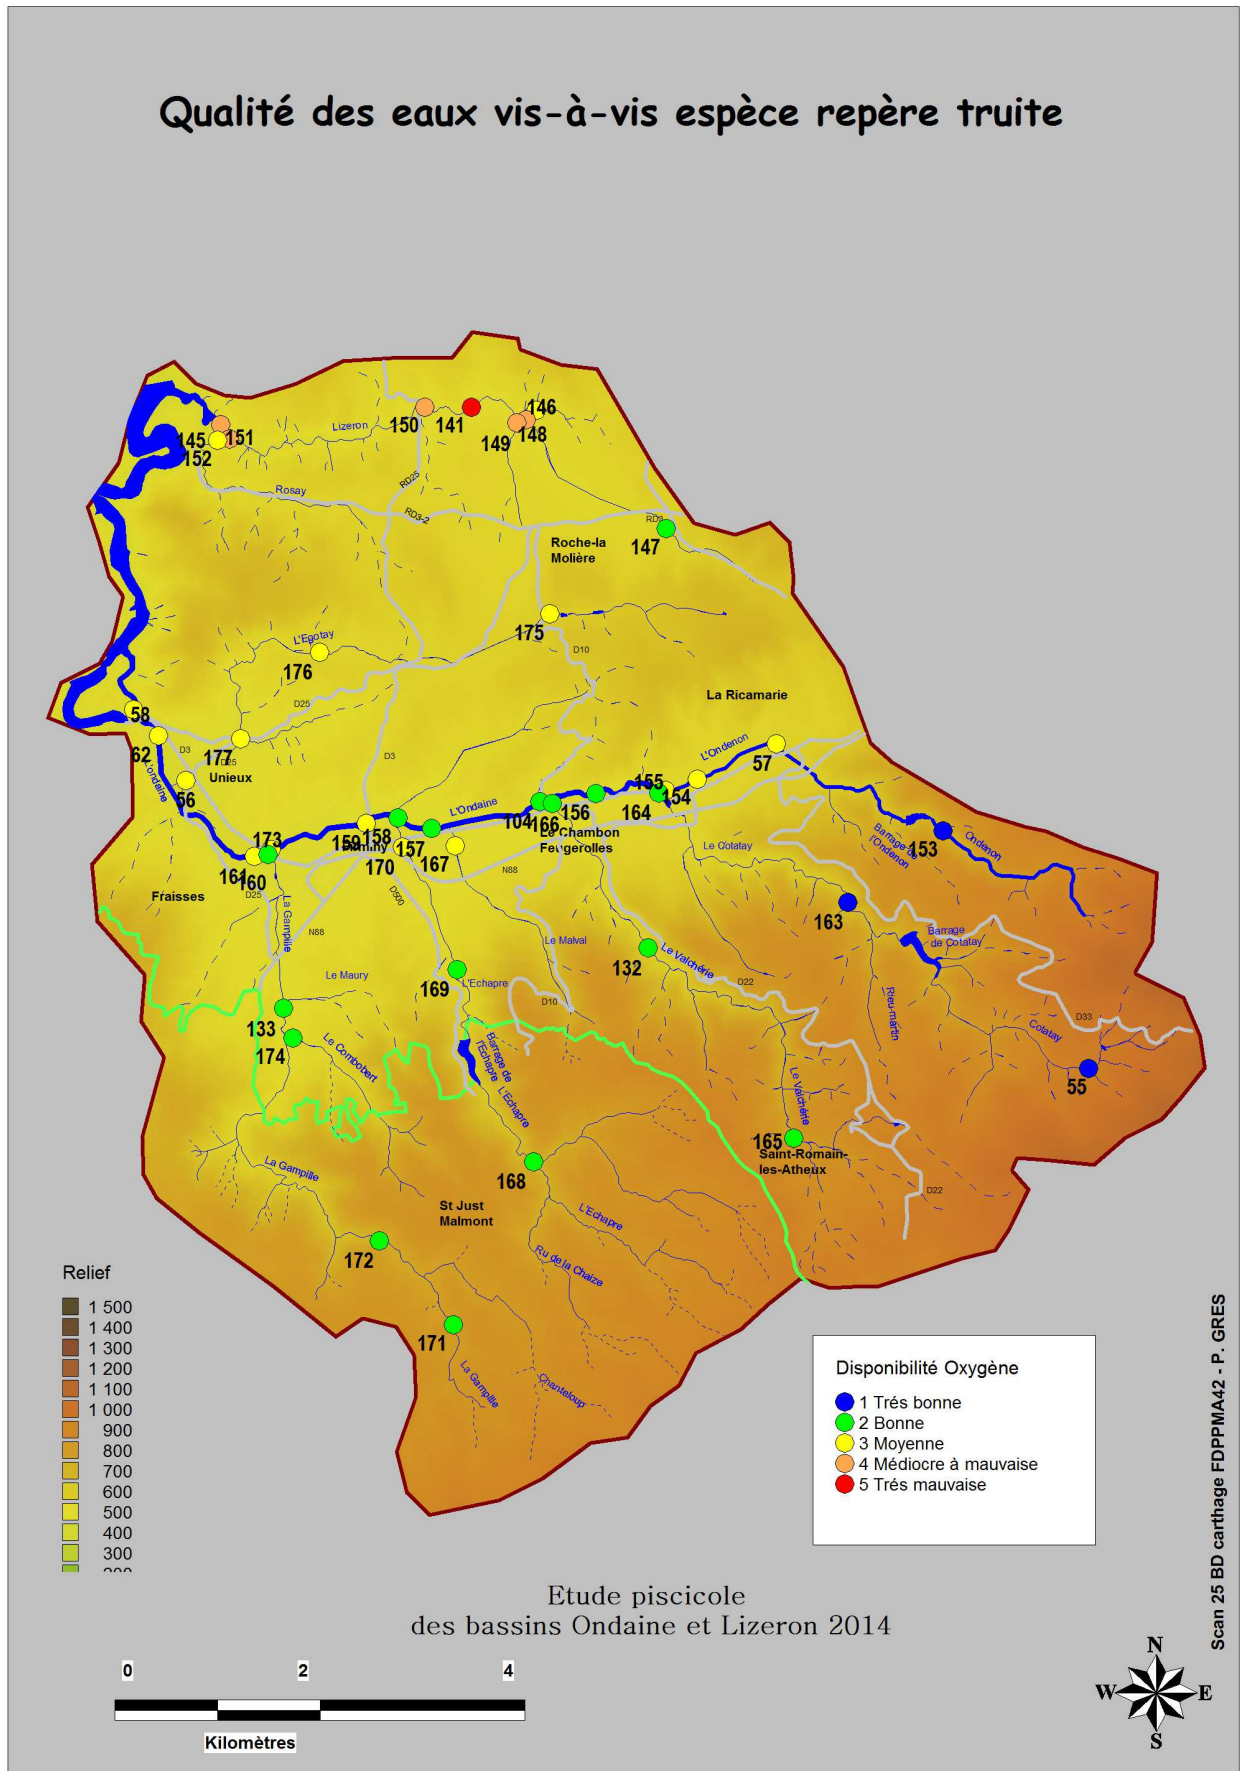 Qualité des eaux vis-à-vis espèce repère truite
146
150
141
151
145
149
148
152
Lizeron
Rosay
RD25
RD3-2
RD3
147
Roche-la
Molière
175
D10
L'Egotay
176
D25
La Ricamarie
58
62
D3
177
D25
Unieux
L'ondaine
56
D3
L'Ondenon
57
155
154
164
156
L'Ondaine
104
166
Le Chambon
Feugerolles
159
158
157
167
170
173
161
160
N88
Le Cotatay
Barrage de
l'Ondenon
153
Ondenon
Fraisses
D25
La Gampille
N88
D500
163
Barrage
de Cotatay
Le Malval
132
Le Valchérie
D22
Le Maury
169
L'Echapre
D10
Rieu-martin
D33
Cotatay
133
174
Le Combobert
Barrage de
l'Echapre
L'Echapre
55
Le Valchérie
165
Saint-Romain-
les-Atheux
D22
La Gampille
168
St Just
Malmont
L'Echapre
Ru de la Chaize
172
171
La Gampille
Chanteloup
Relief
1 500
1 400
1 300
1 200
1 100
1 000
900
800
700
600
500
400
300
Disponibilité Oxygène
1 Trés bonne
2 Bonne
3 Moyenne
4 Médiocre à mauvaise
5 Trés mauvaise
Scan 25 BD carthage FDPPMA42 - P. GRES
Etude piscicole
des bassins Ondaine et Lizeron 2014
0 2 4
Kilomètres
N
W E
S